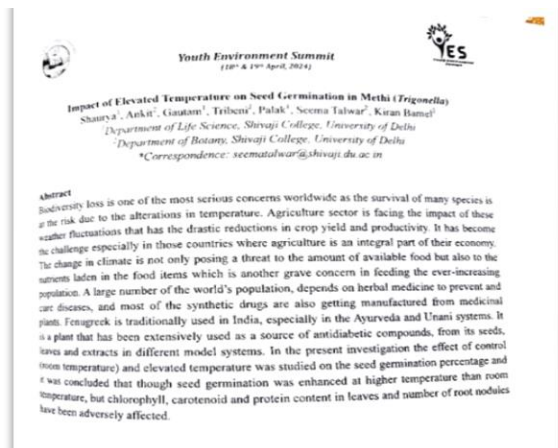 YES
Youth Environment Summit
(18th & 19th April, 2024)
Impact of Elevated Temperature on Seed Germination in Methi (Trigonella)
Shaurya1, Ankit2, Gautam1, Tribeni2, Palak1, Seema Talwar2, Kiran Bamel2
1Department of Life Science, Shivaji College, University of Delhi
2Department of Botany, Shivaji College, University of Delhi
*Correspondence: seematalwar@shivaji.du.ac.in
Abstract
Biodiversity loss is one of the most serious concerns worldwide as the survival of many species is
at the risk due to the alterations in temperature. Agriculture sector is facing the impact of these
weather fluctuations that has the drastic reductions in crop yield and productivity. It has become
the challenge especially in those countries where agriculture is an integral part of their economy.
The change in climate is not only posing a threat to the amount of available food but also to the
nutrients laden in the food items which is another grave concern in feeding the ever-increasing
population. A large number of the world's population, depends on herbal medicine to prevent and
cure diseases, and most of the synthetic drugs are also getting manufactured from medicinal
plants. Fenugreek is traditionally used in India, especially in the Ayurveda and Unani systems. It
is a plant that has been extensively used as a source of antidiabetic compounds, from its seeds,
leaves and extracts in different model systems. In the present investigation the effect of control
(room temperature) and elevated temperature was studied on the seed germination percentage and
it was concluded that though seed germination was enhanced at higher temperature than room
temperature, but chlorophyll, carotenoid and protein content in leaves and number of root nodules
have been adversely affected.